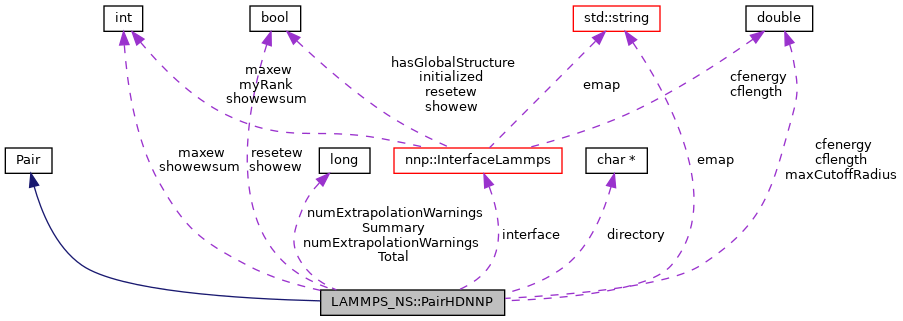 int
bool
std::string
double
hasGlobalStructure
initialized
resetew
showew
maxew
myRank
showewsum
emap
cfenergy
cflength
Pair
maxew
showewsum
resetew
showew
long
nnp::InterfaceLammps
char *
emap
cfenergy
cflength
maxCutoffRadius
numExtrapolationWarnings
Summary
numExtrapolationWarnings
Total
interface
directory
LAMMPS_NS::PairHDNNP